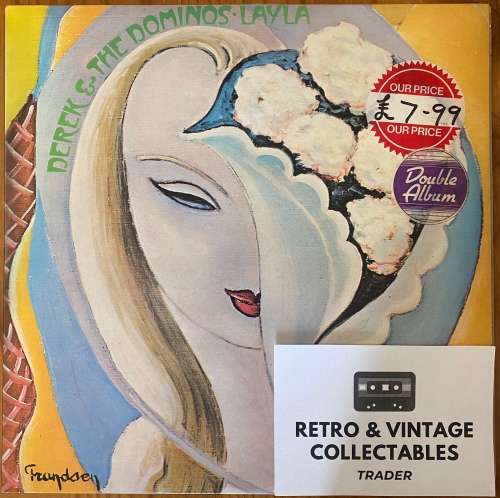 DEREK & THE DOMINOS · LAYLA
OUR PRICE
£7-99
OUR PRICE
Double
Album
Frandsen
RETRO & VINTAGE
COLLECTABLES
TRADER